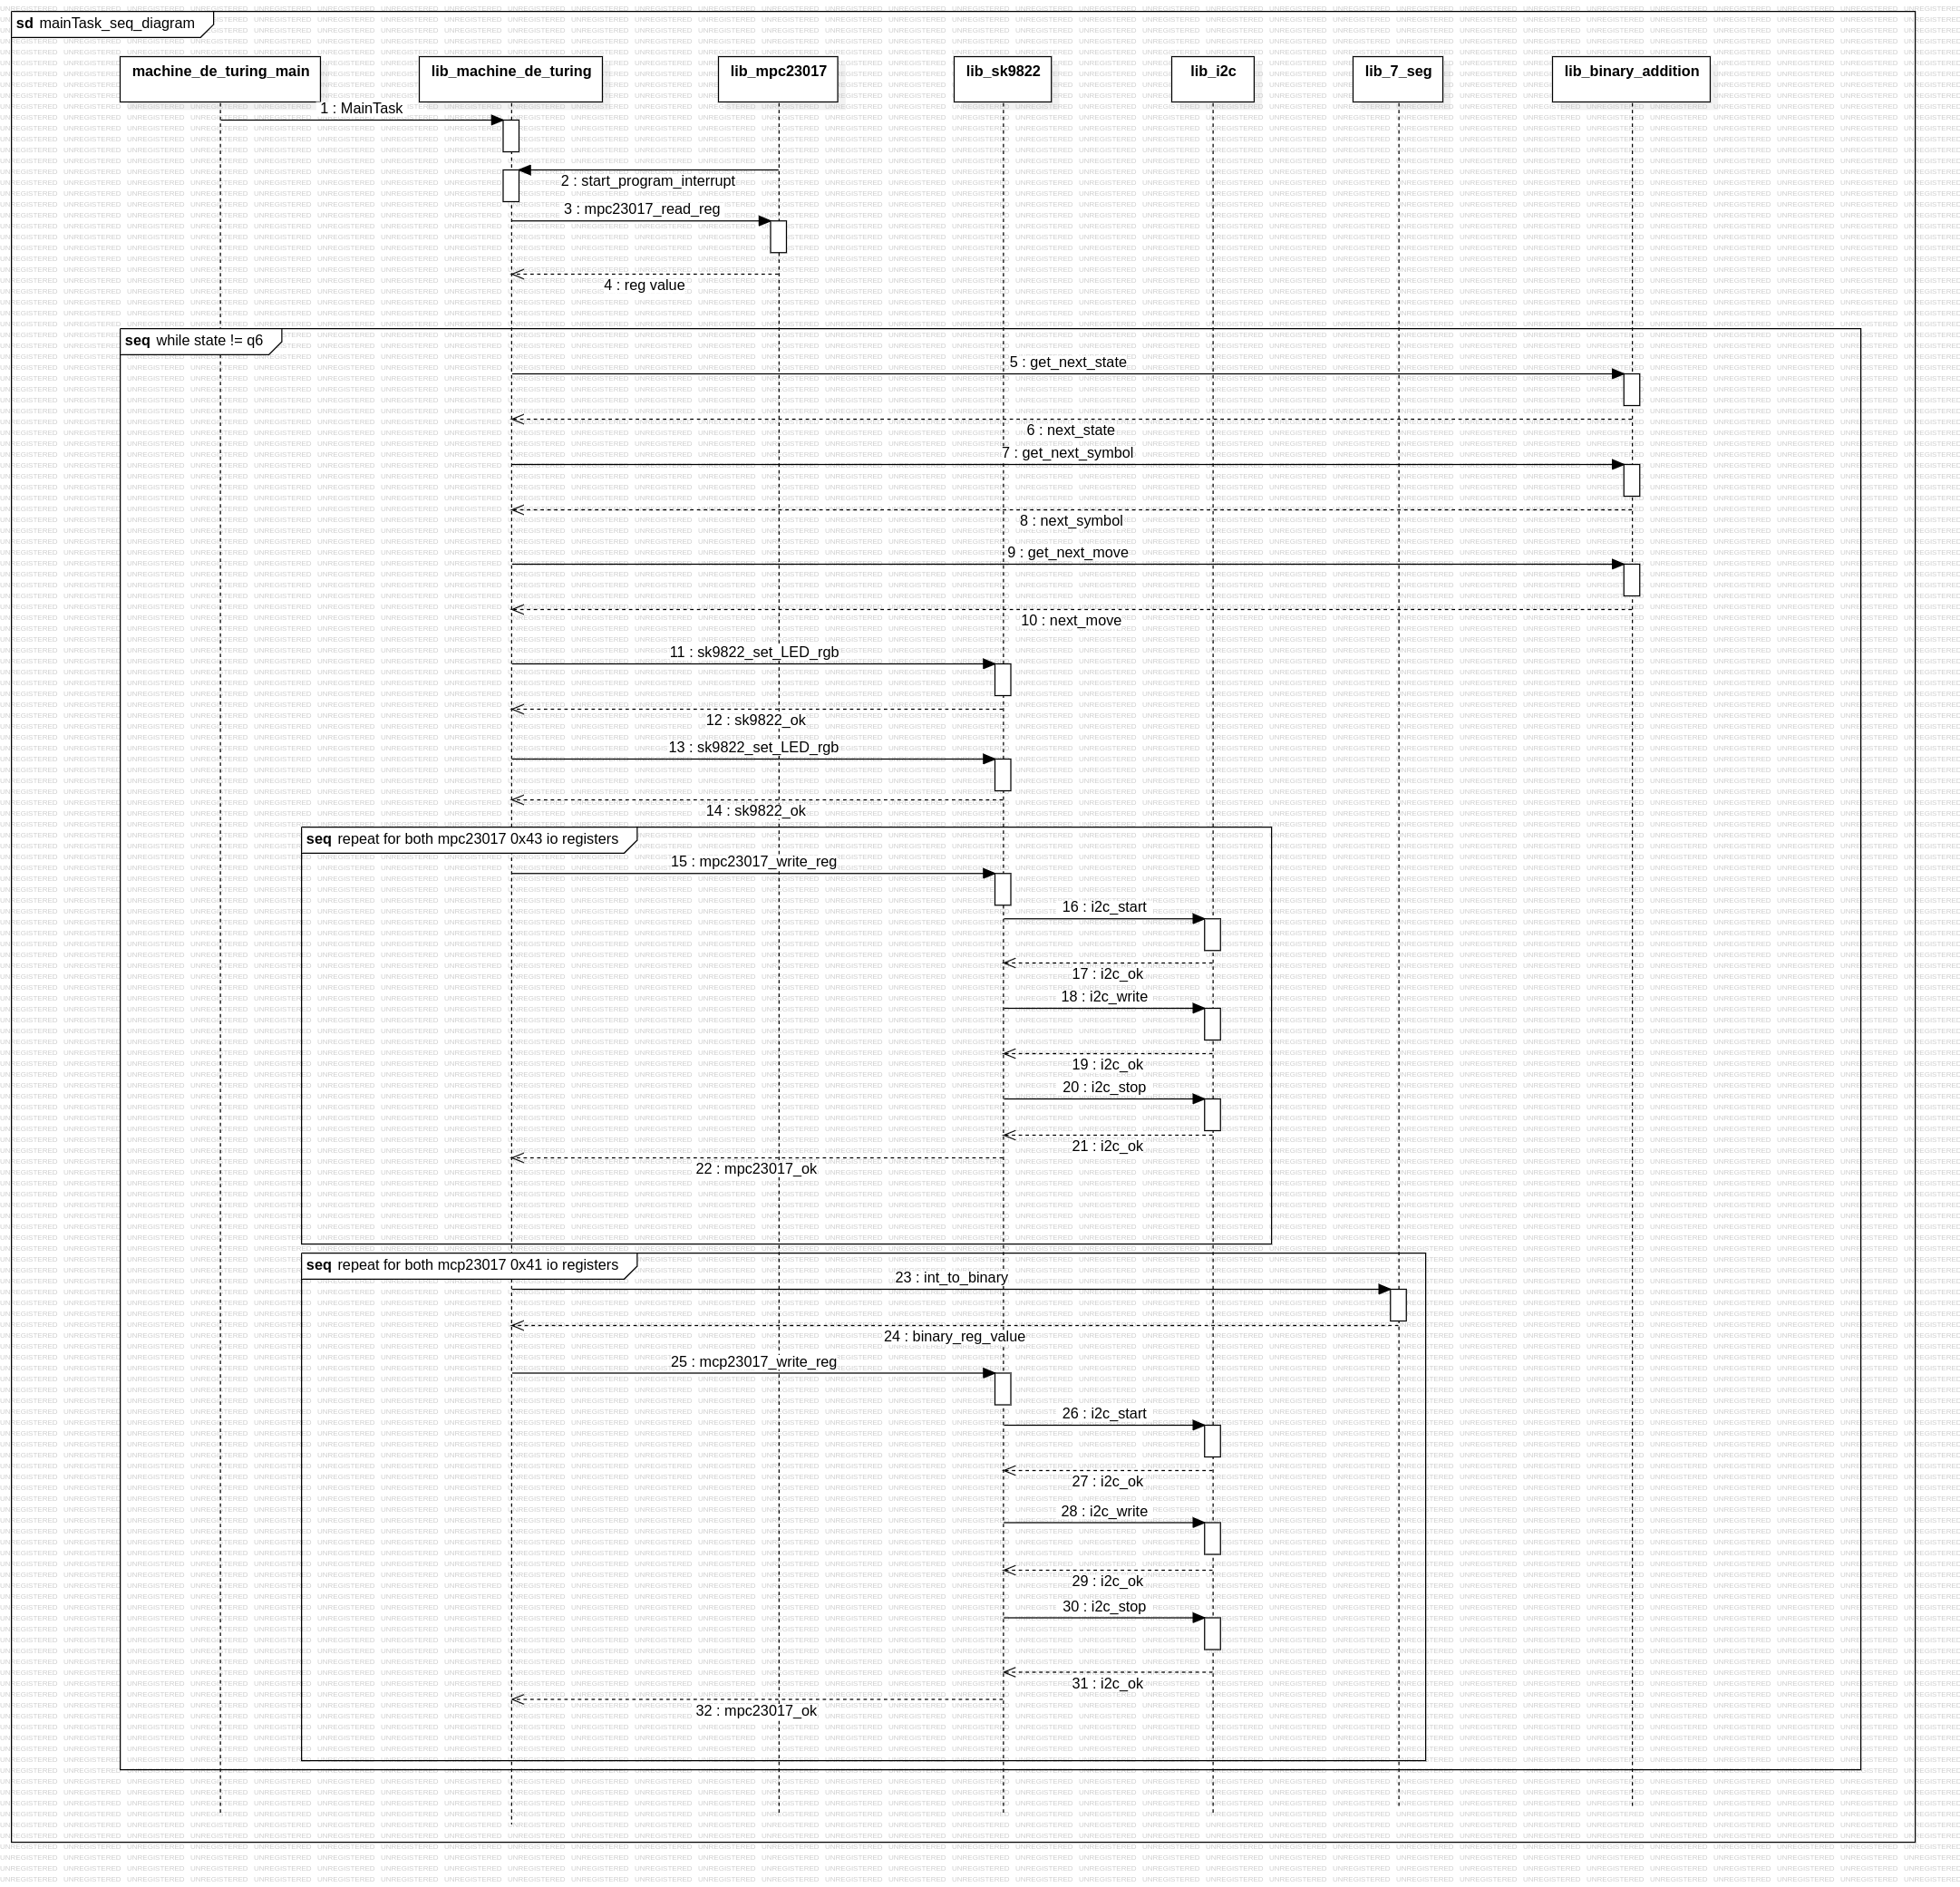 sd mainTask_seq_diagram
machine_de_turing_main
lib_machine_de_turing
lib_mpc23017
lib_sk9822
lib_i2c
lib_7_seg
lib_binary_addition
1 : MainTask
2 : start_program_interrupt
3 : mpc23017_read_reg
4 : reg value
seq while state != q6
5 : get_next_state
6 : next_state
7 : get_next_symbol
8 : next_symbol
9 : get_next_move
10 : next_move
11 : sk9822_set_LED_rgb
12 : sk9822_ok
13 : sk9822_set_LED_rgb
14 : sk9822_ok
seq repeat for both mpc23017 0x43 io registers
15 : mpc23017_write_reg
16 : i2c_start
17 : i2c_ok
18 : i2c_write
19 : i2c_ok
20 : i2c_stop
21 : i2c_ok
22 : mpc23017_ok
seq repeat for both mcp23017 0x41 io registers
23 : int_to_binary
24 : binary_reg_value
25 : mcp23017_write_reg
26 : i2c_start
27 : i2c_ok
28 : i2c_write
29 : i2c_ok
30 : i2c_stop
31 : i2c_ok
32 : mpc23017_ok
UNREGISTERED